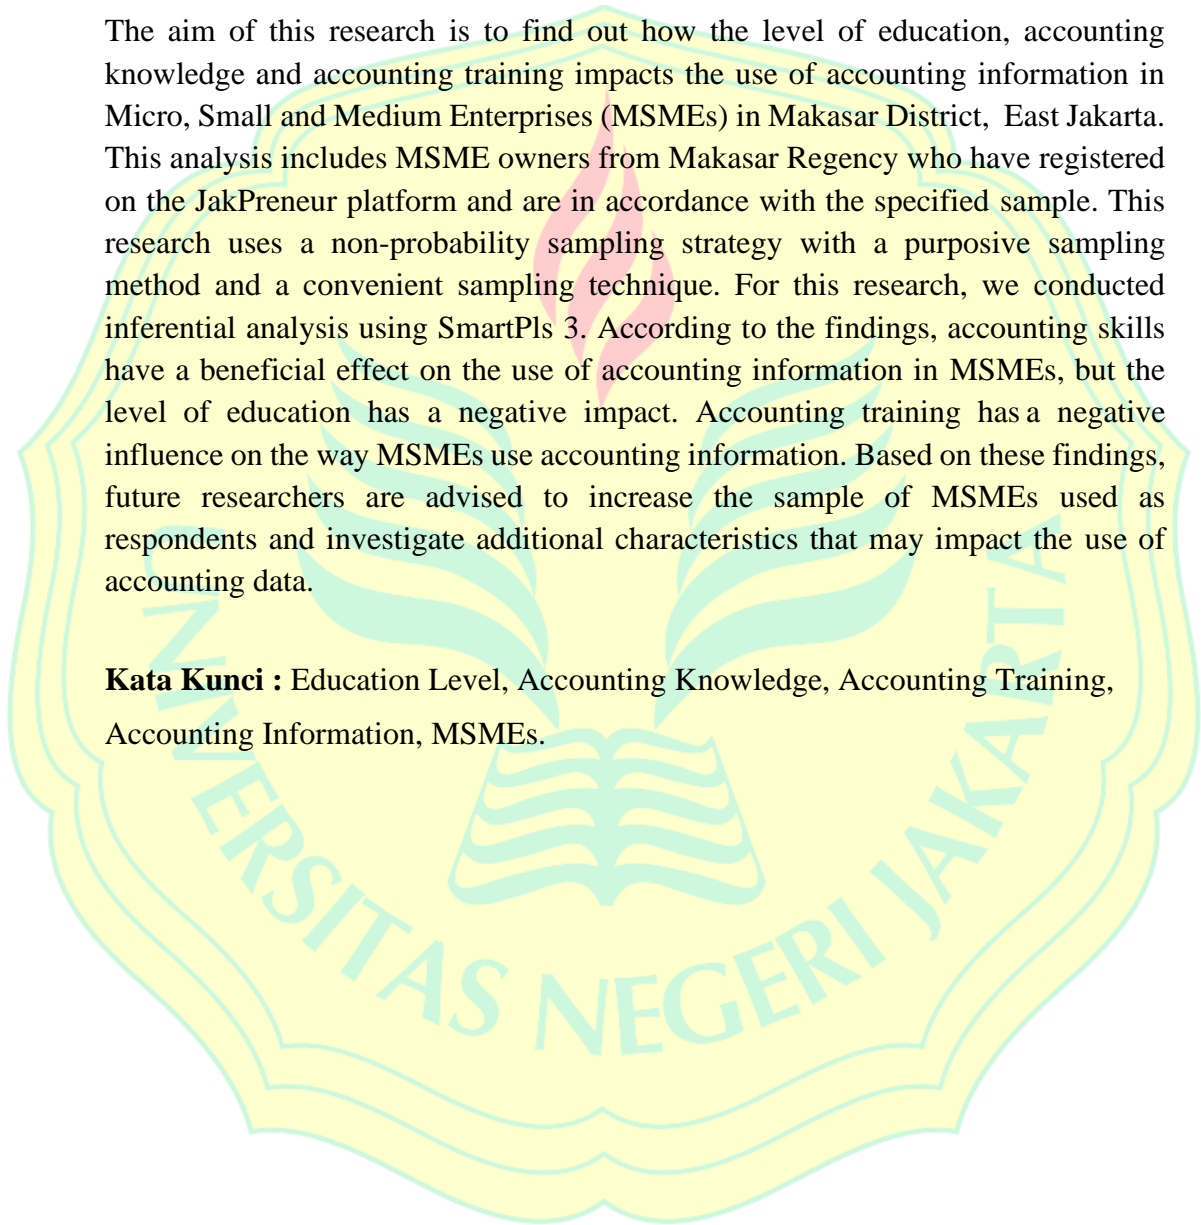 The aim of this research is to find out how the level of education, accounting
knowledge and accounting training impacts the use of accounting information in
Micro, Small and Medium Enterprises (MSMEs) in Makasar District, East Jakarta.
This analysis includes MSME owners from Makasar Regency who have registered
on the JakPreneur platform and are in accordance with the specified sample. This
research uses a non-probability sampling strategy with a purposive sampling
method and a convenient sampling technique. For this research, we conducted
inferential analysis using SmartPls 3. According to the findings, accounting skills
have a beneficial effect on the use of accounting information in MSMEs, but the
level of education has a negative impact. Accounting training has a negative
influence on the way MSMEs use accounting information. Based on these findings,
future researchers are advised to increase the sample of MSMEs used as
respondents and investigate additional characteristics that may impact the use of
accounting data.
Kata Kunci : Education Level, Accounting Knowledge, Accounting Training,
Accounting Information, MSMEs.
UNIVERSITAS NEGERI JAKARTA